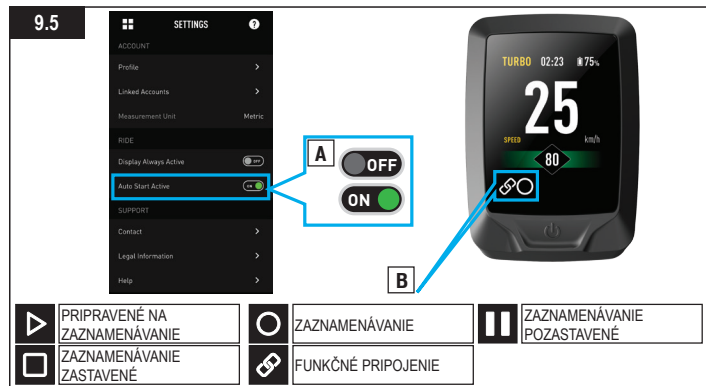 9.5
SETTINGS ?
ACCOUNT
Profile
Linked Accounts
Measurement Unit Metric
RIDE
Display Always Active OFF
Auto Start Active ON
SUPPORT
Contact
Legal Information
Help
A
OFF
ON
TURBO 02:23 75%
25
SPEED km/h
80
B
PRIPRAVENÉ NA
ZAZNAMENÁVANIE
ZAZNAMENÁVANIE
ZAZNAMENÁVANIE
POZASTAVENÉ
ZAZNAMENÁVANIE
ZASTAVENÉ
FUNKČNÉ PRIPOJENIE